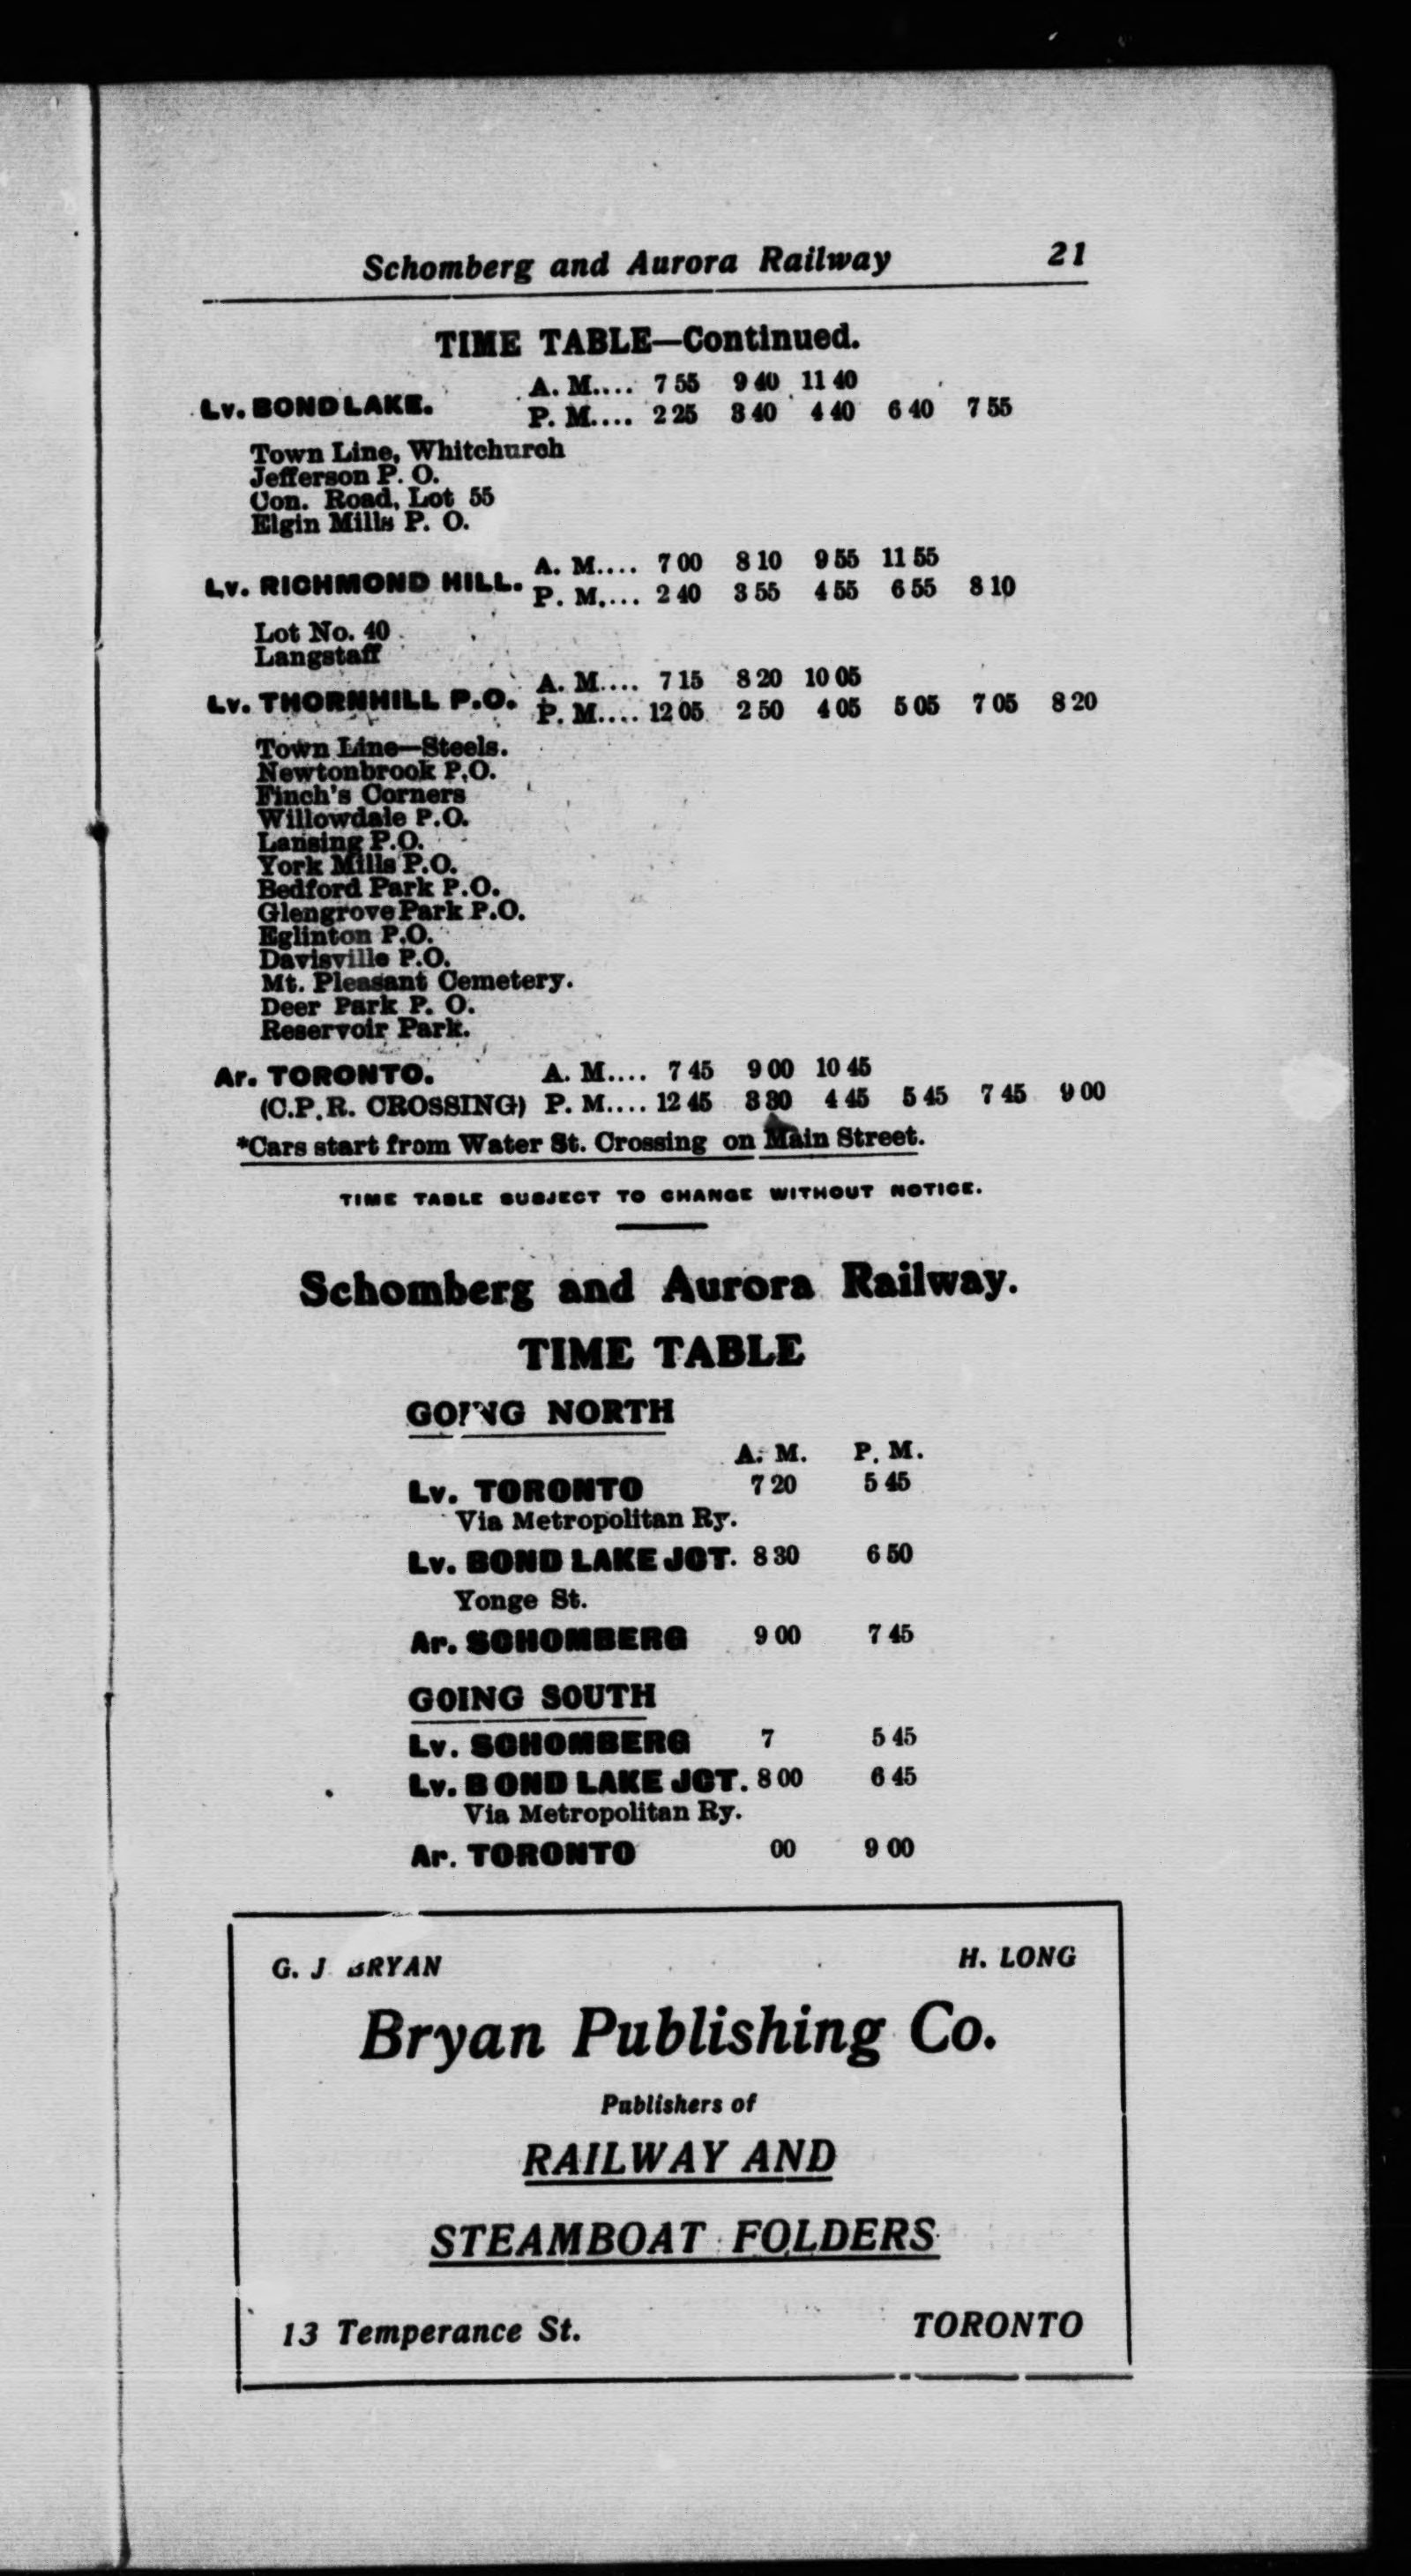 Schomberg and Aurora Railway 21
TIME TABLE—Continued.
A. M.... 7 55 9 40 11 40
Lv. BOND LAKE.
P. M.... 2 25 3 40 4 40 6 40 7 55
Town Line, Whitchurch
Jefferson P. O.
Con. Road, Lot 55
Elgin Mills P. O.
A. M.... 7 00 8 10 9 55 11 55
Lv. RICHMOND HILL.
P. M.... 2 40 3 55 4 55 6 55 8 10
Lot No. 40
Langstaff
A. M.... 7 15 8 20 10 05
Lv. THORNHILL P.O.
P. M.... 12 05 2 50 4 05 5 05 7 05 8 20
Town Line—Steels.
Newtonbrook P.O.
Finch's Corners
Willowdale P.O.
Lansing P.O.
York Mills P.O.
Bedford Park P.O.
Glengrove Park P.O.
Eglinton P.O.
Davisville P.O.
Mt. Pleasant Cemetery.
Deer Park P. O.
Reservoir Park.
Ar. TORONTO. A. M.... 7 45 9 00 10 45
(C.P.R. CROSSING) P. M.... 12 45 3 30 4 45 5 45 7 45 9 00
*Cars start from Water St. Crossing on Main Street.
TIME TABLE SUBJECT TO CHANGE WITHOUT NOTICE.
Schomberg and Aurora Railway.
TIME TABLE
GOING NORTH
A. M. P. M.
Lv. TORONTO 7 20 5 45
Via Metropolitan Ry.
Lv. BOND LAKE JCT. 8 30 6 50
Yonge St.
Ar. SCHOMBERG 9 00 7 45
GOING SOUTH
Lv. SCHOMBERG 7 5 45
Lv. BOND LAKE JCT. 8 00 6 45
Via Metropolitan Ry.
Ar. TORONTO 00 9 00
G. J BRYAN H. LONG
Bryan Publishing Co.
Publishers of
RAILWAY AND
STEAMBOAT FOLDERS
13 Temperance St. TORONTO